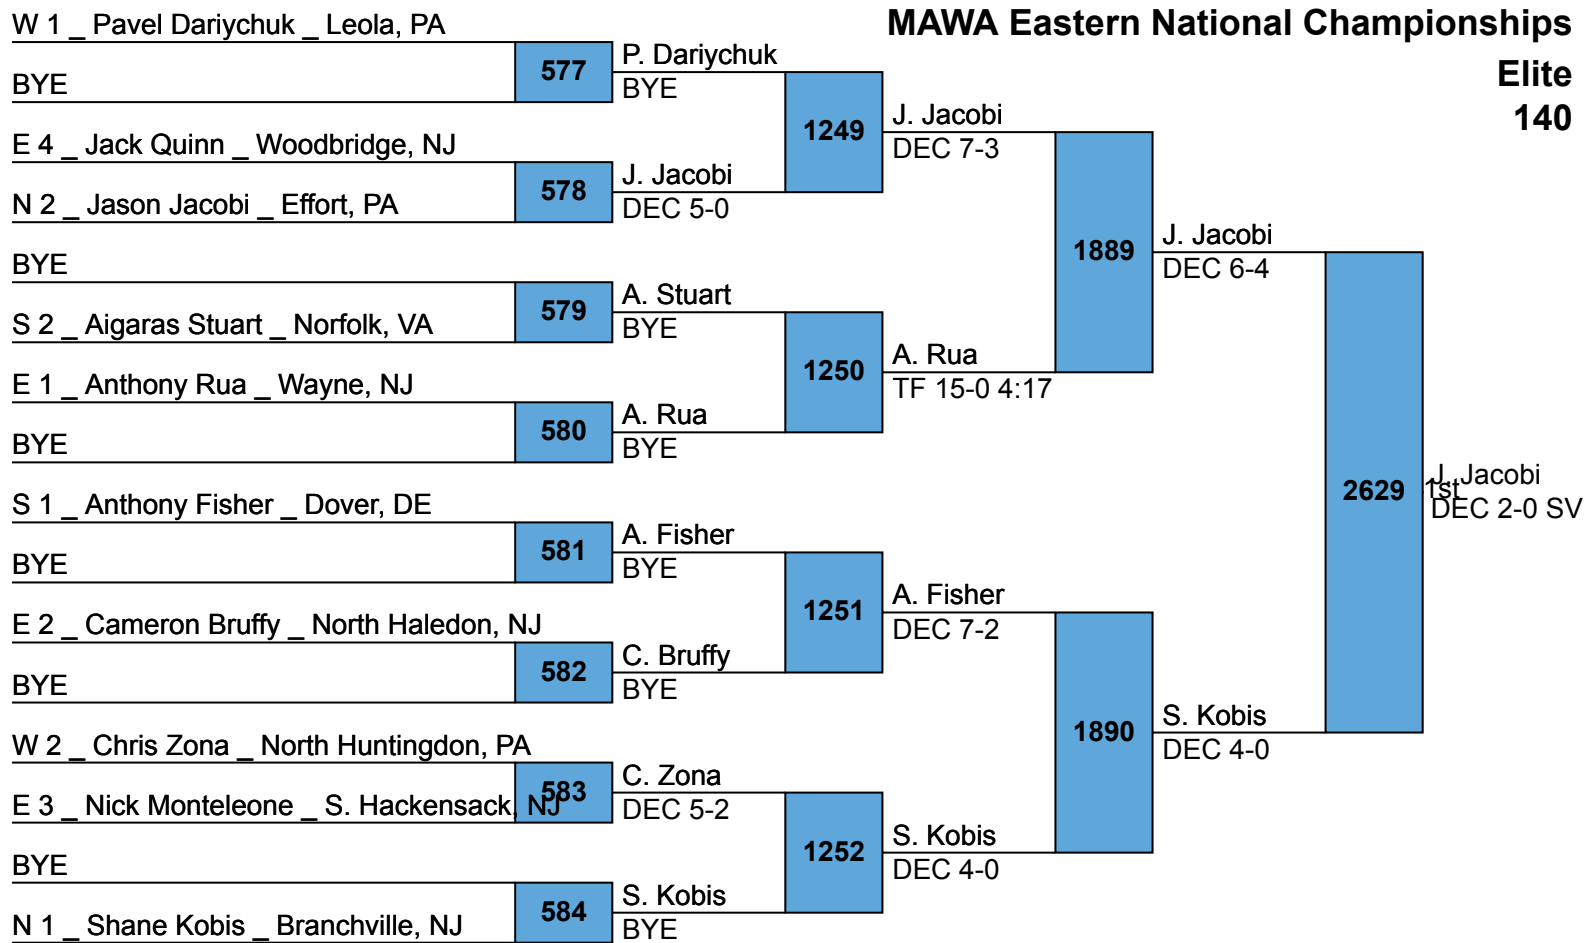 MAWA Eastern National Championships
Elite
140
W 1 _ Pavel Dariychuk _ Leola, PA
BYE
E 4 _ Jack Quinn _ Woodbridge, NJ
N 2 _ Jason Jacobi _ Effort, PA
BYE
S 2 _ Aigaras Stuart _ Norfolk, VA
E 1 _ Anthony Rua _ Wayne, NJ
BYE
S 1 _ Anthony Fisher _ Dover, DE
BYE
E 2 _ Cameron Bruffy _ North Haledon, NJ
BYE
W 2 _ Chris Zona _ North Huntingdon, PA
E 3 _ Nick Monteleone _ S. Hackensack, NJ
BYE
N 1 _ Shane Kobis _ Branchville, NJ
577
578
579
580
581
582
583
584
P. Dariychuk
BYE
J. Jacobi
DEC 5-0
A. Stuart
BYE
A. Rua
BYE
A. Fisher
BYE
C. Bruffy
BYE
C. Zona
DEC 5-2
S. Kobis
BYE
1249
1250
1251
1252
J. Jacobi
DEC 7-3
A. Rua
TF 15-0 4:17
A. Fisher
DEC 7-2
S. Kobis
DEC 4-0
1889
1890
J. Jacobi
DEC 6-4
S. Kobis
DEC 4-0
2629
J. Jacobi
1st
DEC 2-0 SV